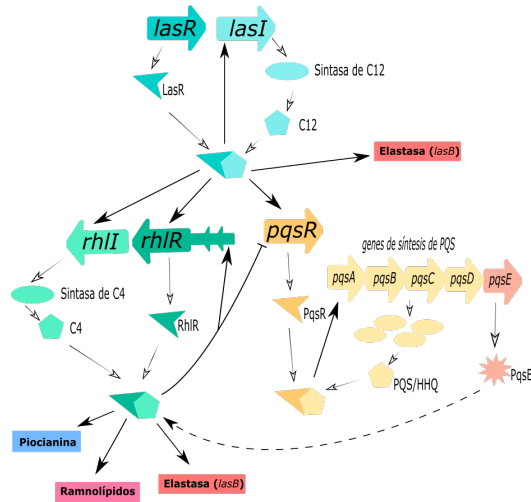 lasR lasI
Sintasa de C12
LasR
C12
Elastasa (lasB)
rhlI rhlR pqsR
genes de síntesis de PQS
pqsA pqsB pqsC pqsD pqsE
Sintasa de C4
C4
RhlR
PqsR
PQS/HHQ
PqsE
Piocianina
Ramnolípidos
Elastasa (lasB)